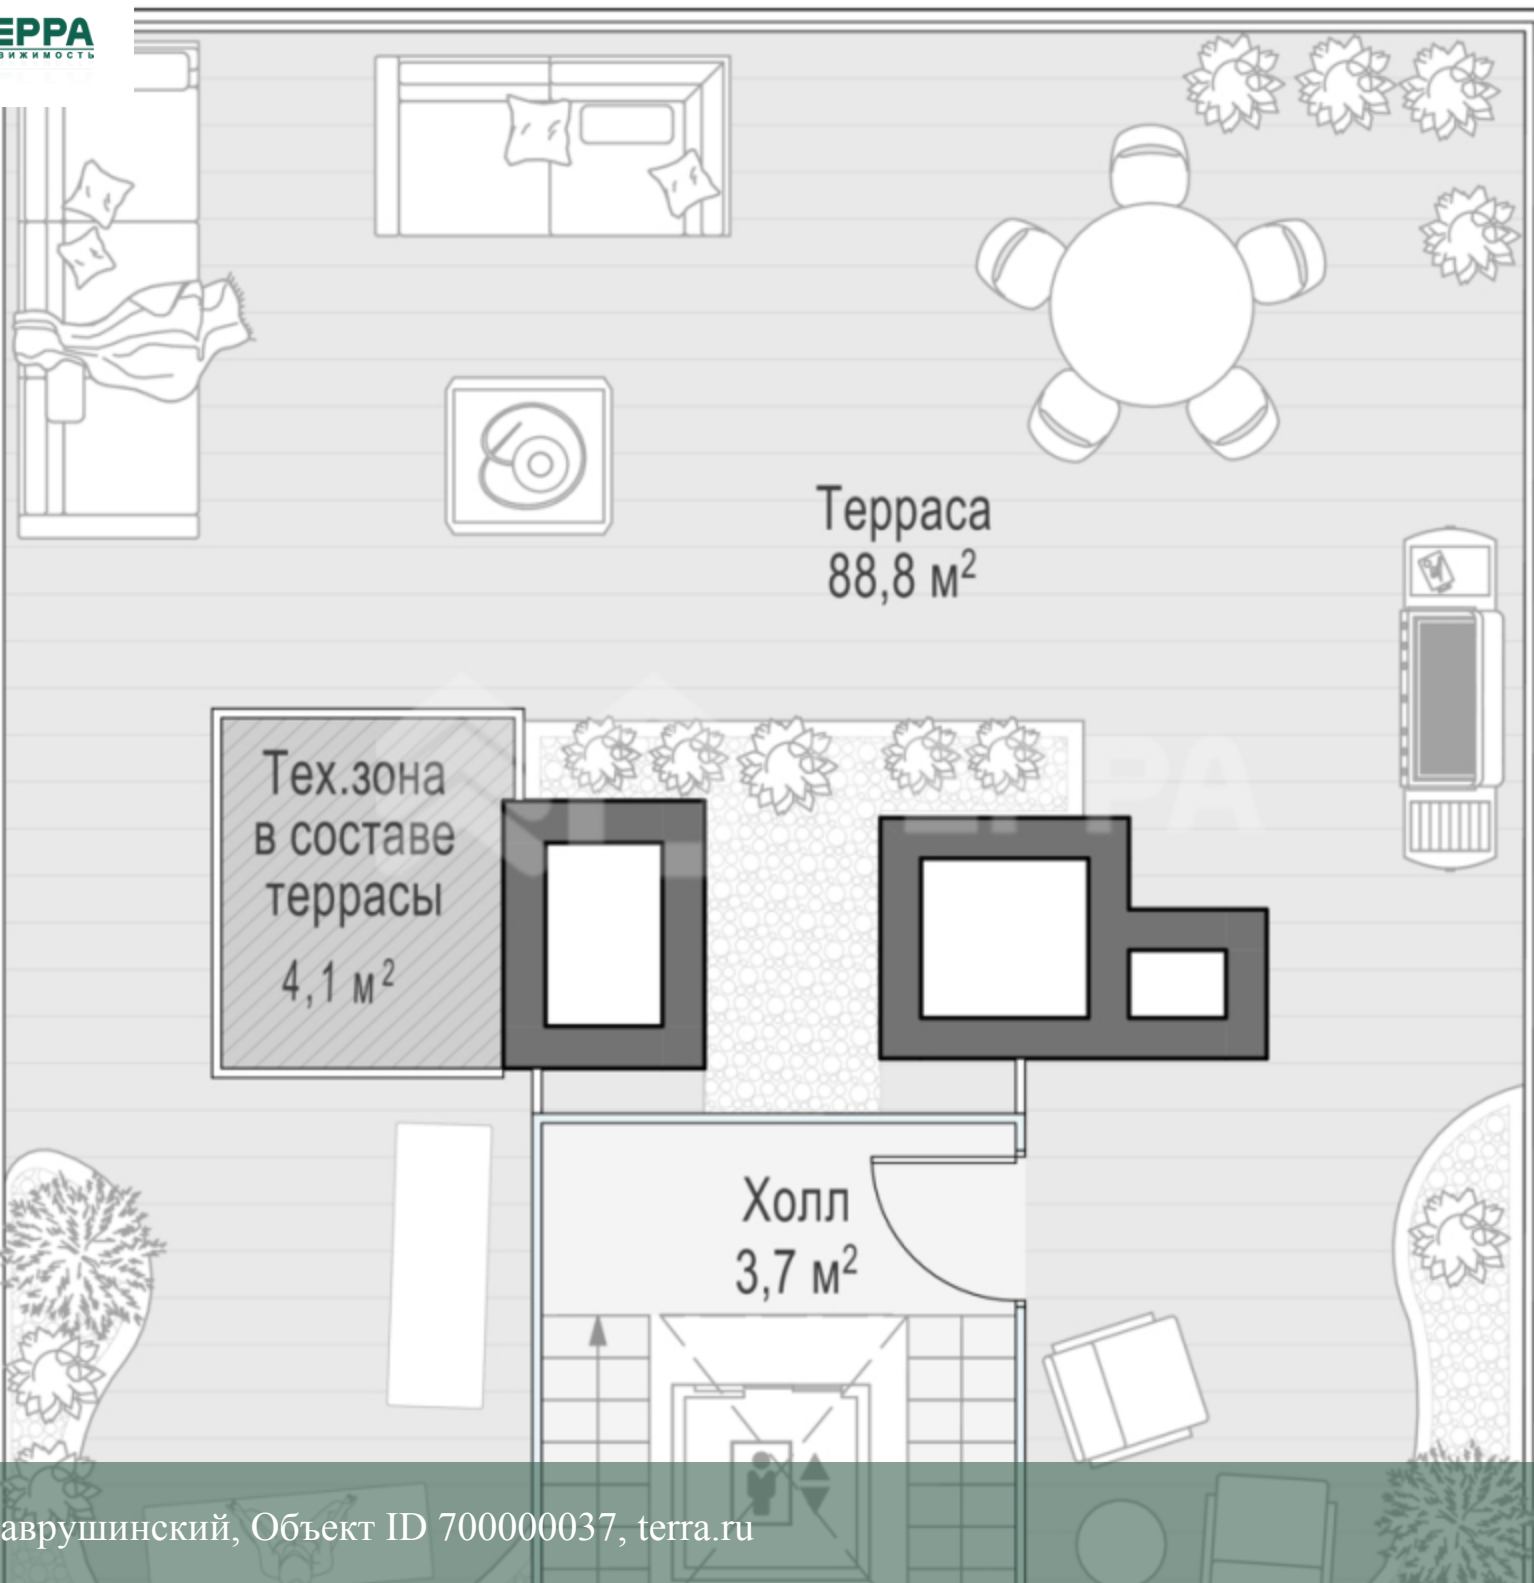 ЕРРА
вижимость
Терраса
88,8 м²
Тех.зона
в составе
террасы
4,1 м²
Холл
3,7 м²
аврушинский, Объект ID 700000037, terra.ru